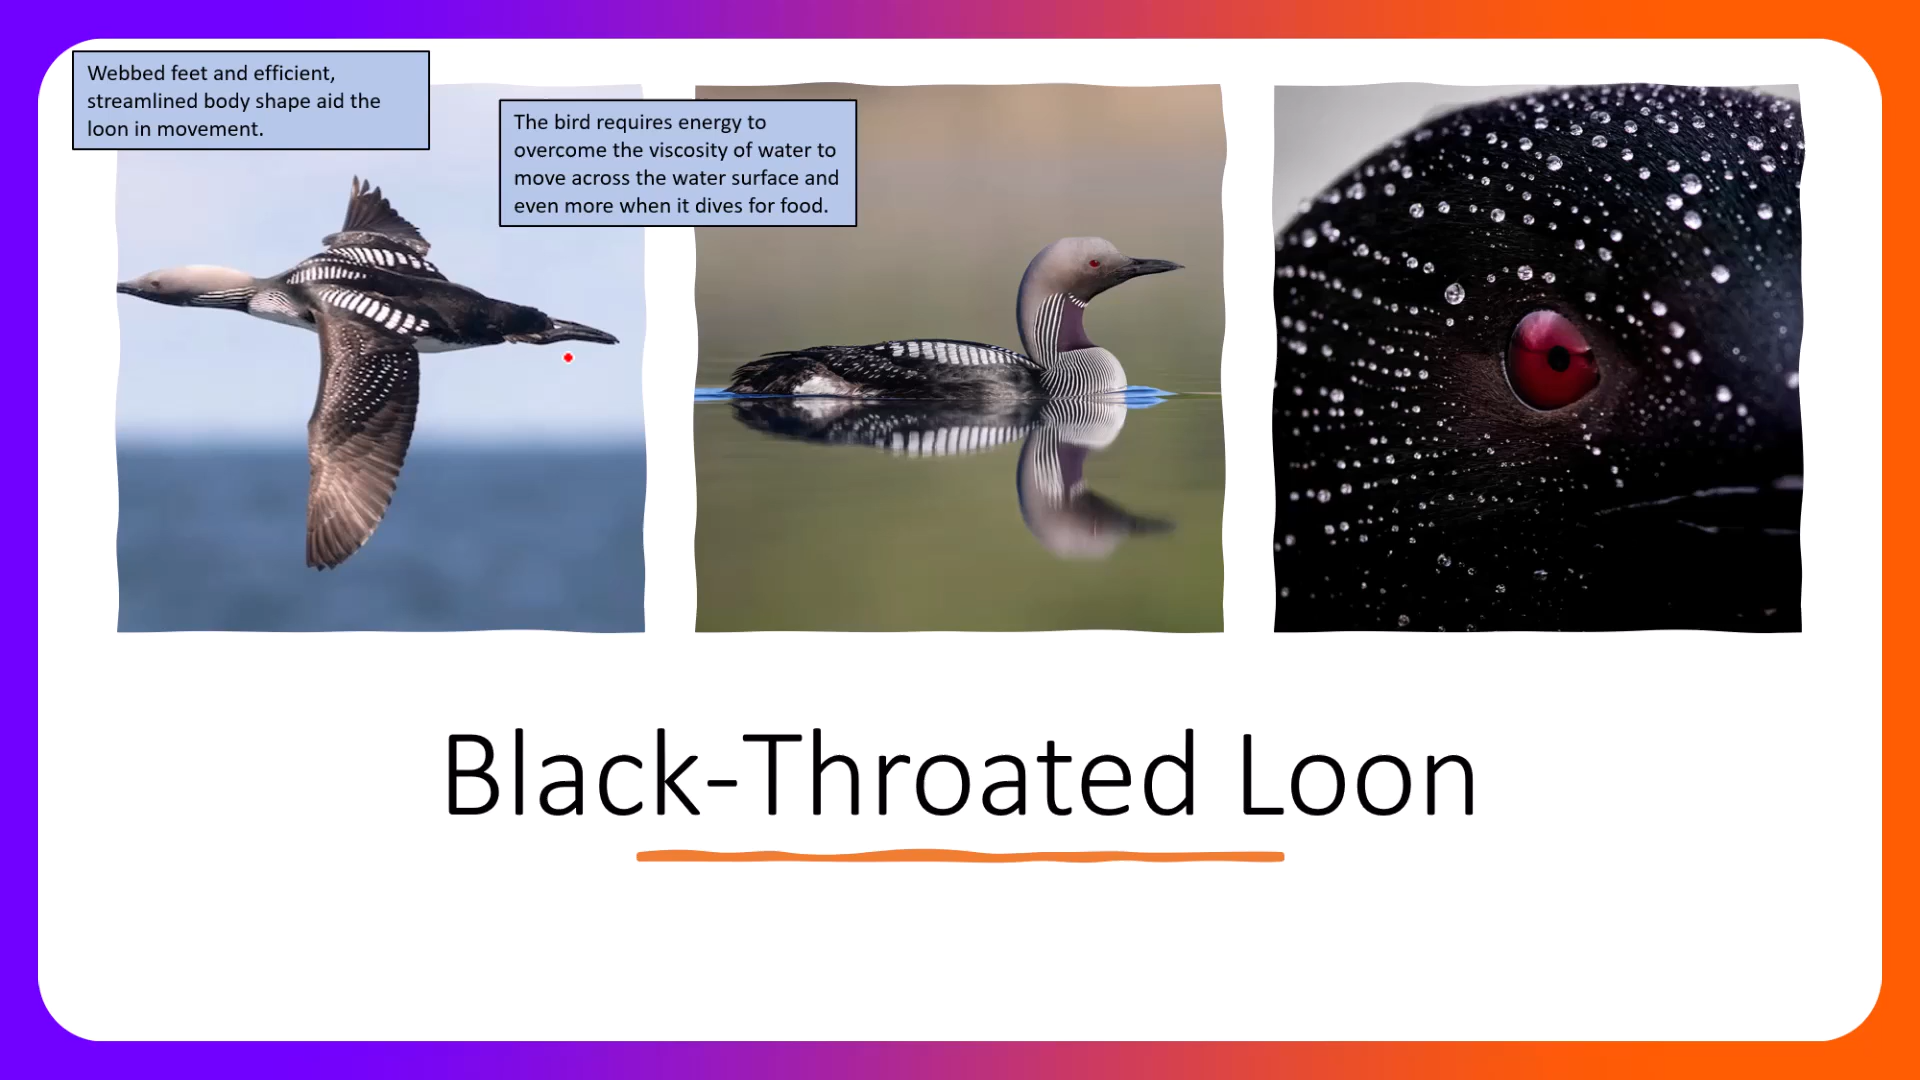 Webbed feet and efficient,
streamlined body shape aid the
loon in movement.
The bird requires energy to
overcome the viscosity of water to
move across the water surface and
even more when it dives for food.
Black-Throated Loon